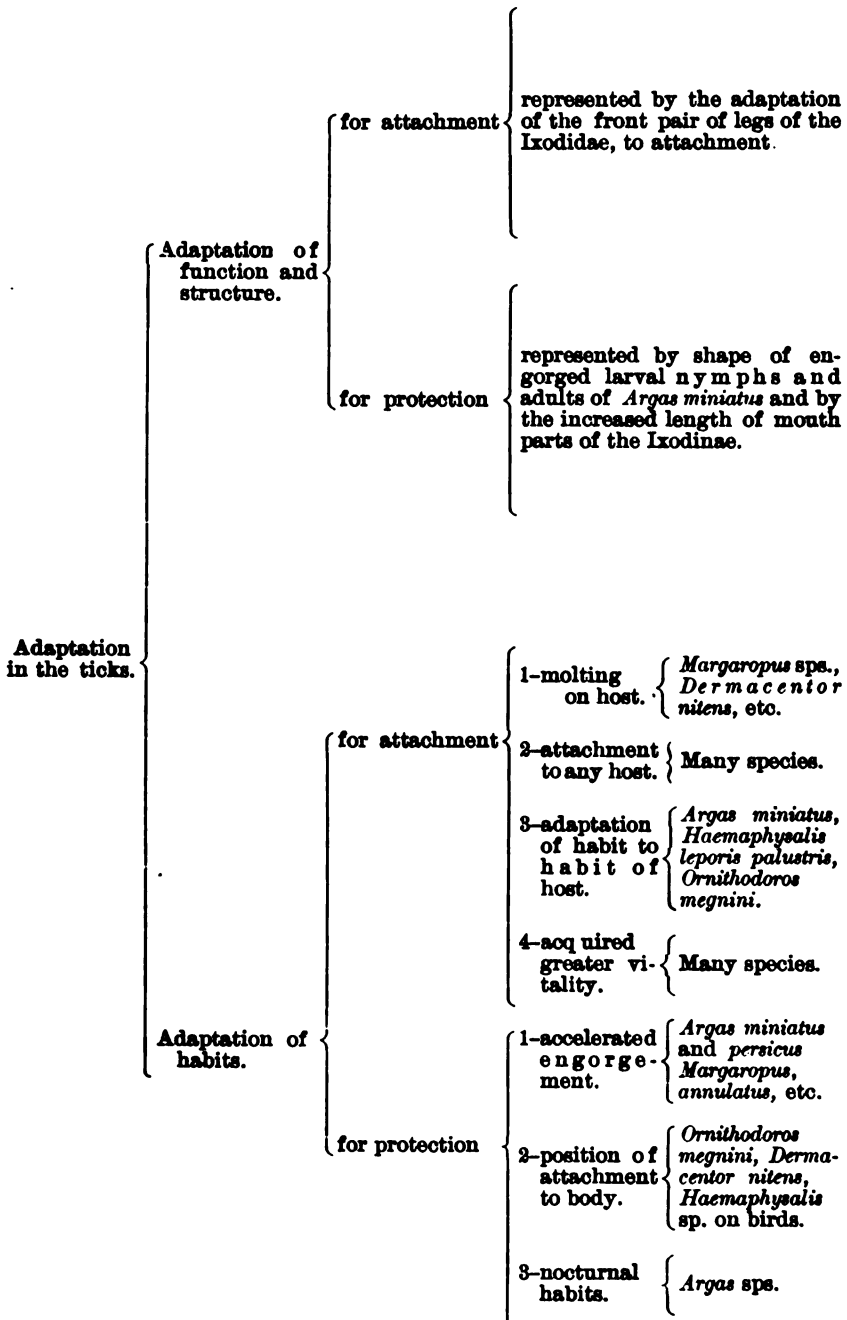 Adaptation
in the ticks.
Adaptation of
function and
structure.
for attachment
represented by the adaptation
of the front pair of legs of the
Ixodidae, to attachment.
for protection
represented by shape of en-
gorged larval nymphs and
adults of Argas miniatus and by
the increased length of mouth
parts of the Ixodinae.
Adaptation of
habits.
for attachment
1–molting
on host.
Margaropus sps.,
Dermacentor
nitens, etc.
2–attachment
to any host.
Many species.
3–adaptation
of habit to
habit of
host.
Argas miniatus,
Haemaphysalis
leporis palustris,
Ornithodoros
megnini.
4–acq uired
greater vi-
tality.
Many species.
for protection
1–accelerated
engorge-
ment.
Argas miniatus
and persicus
Margaropus,
annulatus, etc.
2–position of
attachment
to body.
Ornithodoros
megnini, Derma-
centor nitens,
Haemaphysalis
sp. on birds.
3–nocturnal
habits.
Argas sps.